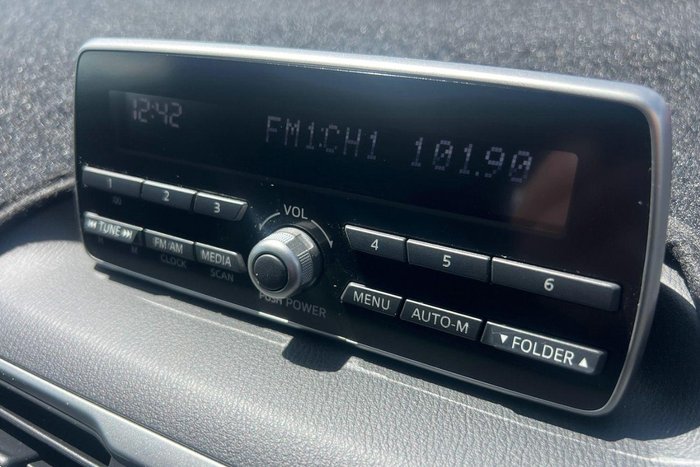 12:42
FM1:CH1 101.90
1 2 3
VOL
4 5 6
⏮ TUNE ⏭ FM/AM MEDIA
H M CLOCK SCAN
PUSH POWER
MENU AUTO-M ▼ FOLDER ▲